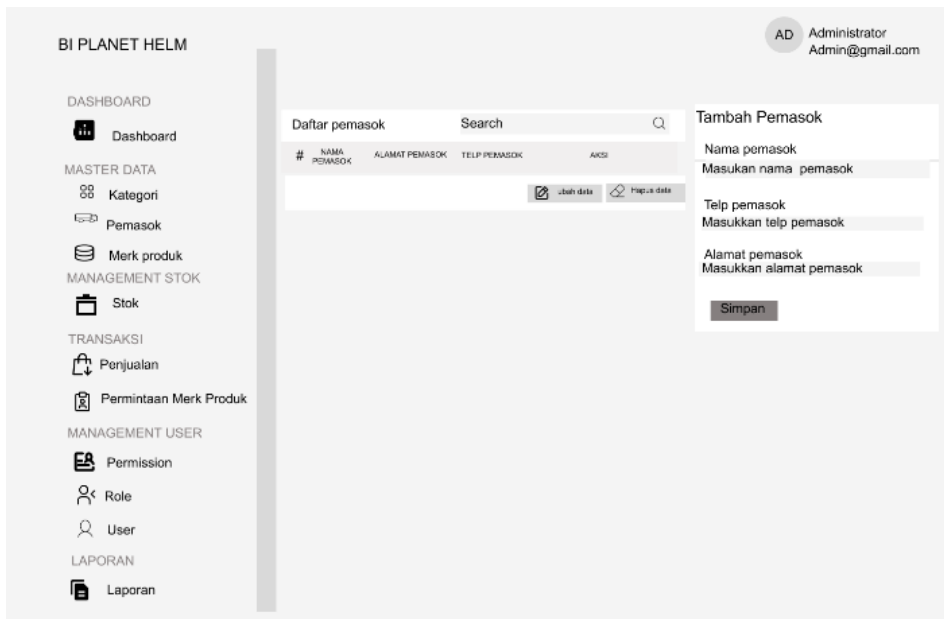 BI PLANET HELM
AD
Administrator
Admin@gmail.com
DASHBOARD
Dashboard
MASTER DATA
Kategori
Pemasok
Merk produk
MANAGEMENT STOK
Stok
TRANSAKSI
Penjualan
Permintaan Merk Produk
MANAGEMENT USER
Permission
Role
User
LAPORAN
Laporan
Daftar pemasok
Search
# NAMA PEMASOK ALAMAT PEMASOK TELP PEMASOK AKSI
Ubah data Hapus data
Tambah Pemasok
Nama pemasok
Masukan nama pemasok
Telp pemasok
Masukkan telp pemasok
Alamat pemasok
Masukkan alamat pemasok
Simpan